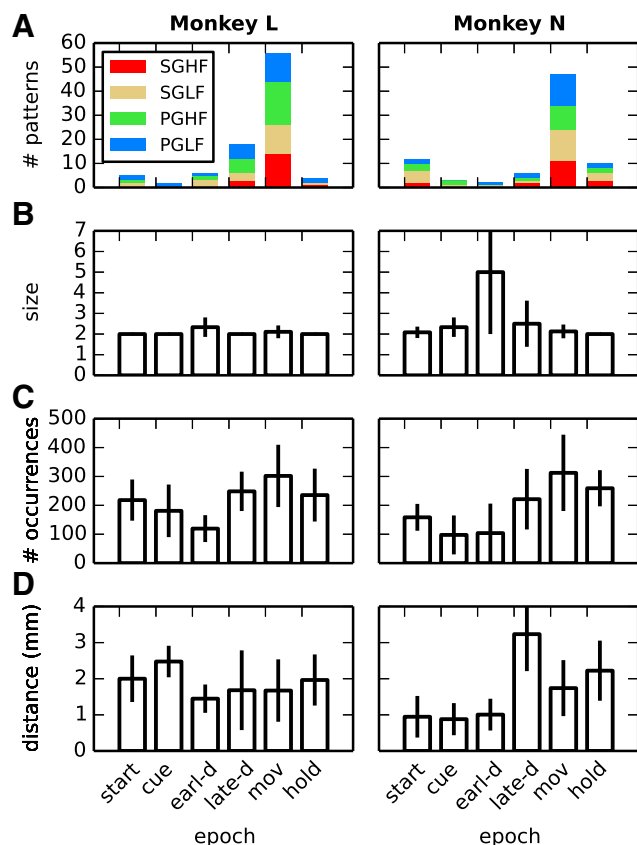 A
Monkey L
Monkey N
# patterns
60
50
40
30
20
10
0
SGHF
SGLF
PGHF
PGLF
B
size
7
6
5
4
3
2
1
0
C
# occurrences
500
400
300
200
100
0
D
distance (mm)
4
3
2
1
0
start
cue
earl-d
late-d
mov
hold
epoch
start
cue
earl-d
late-d
mov
hold
epoch